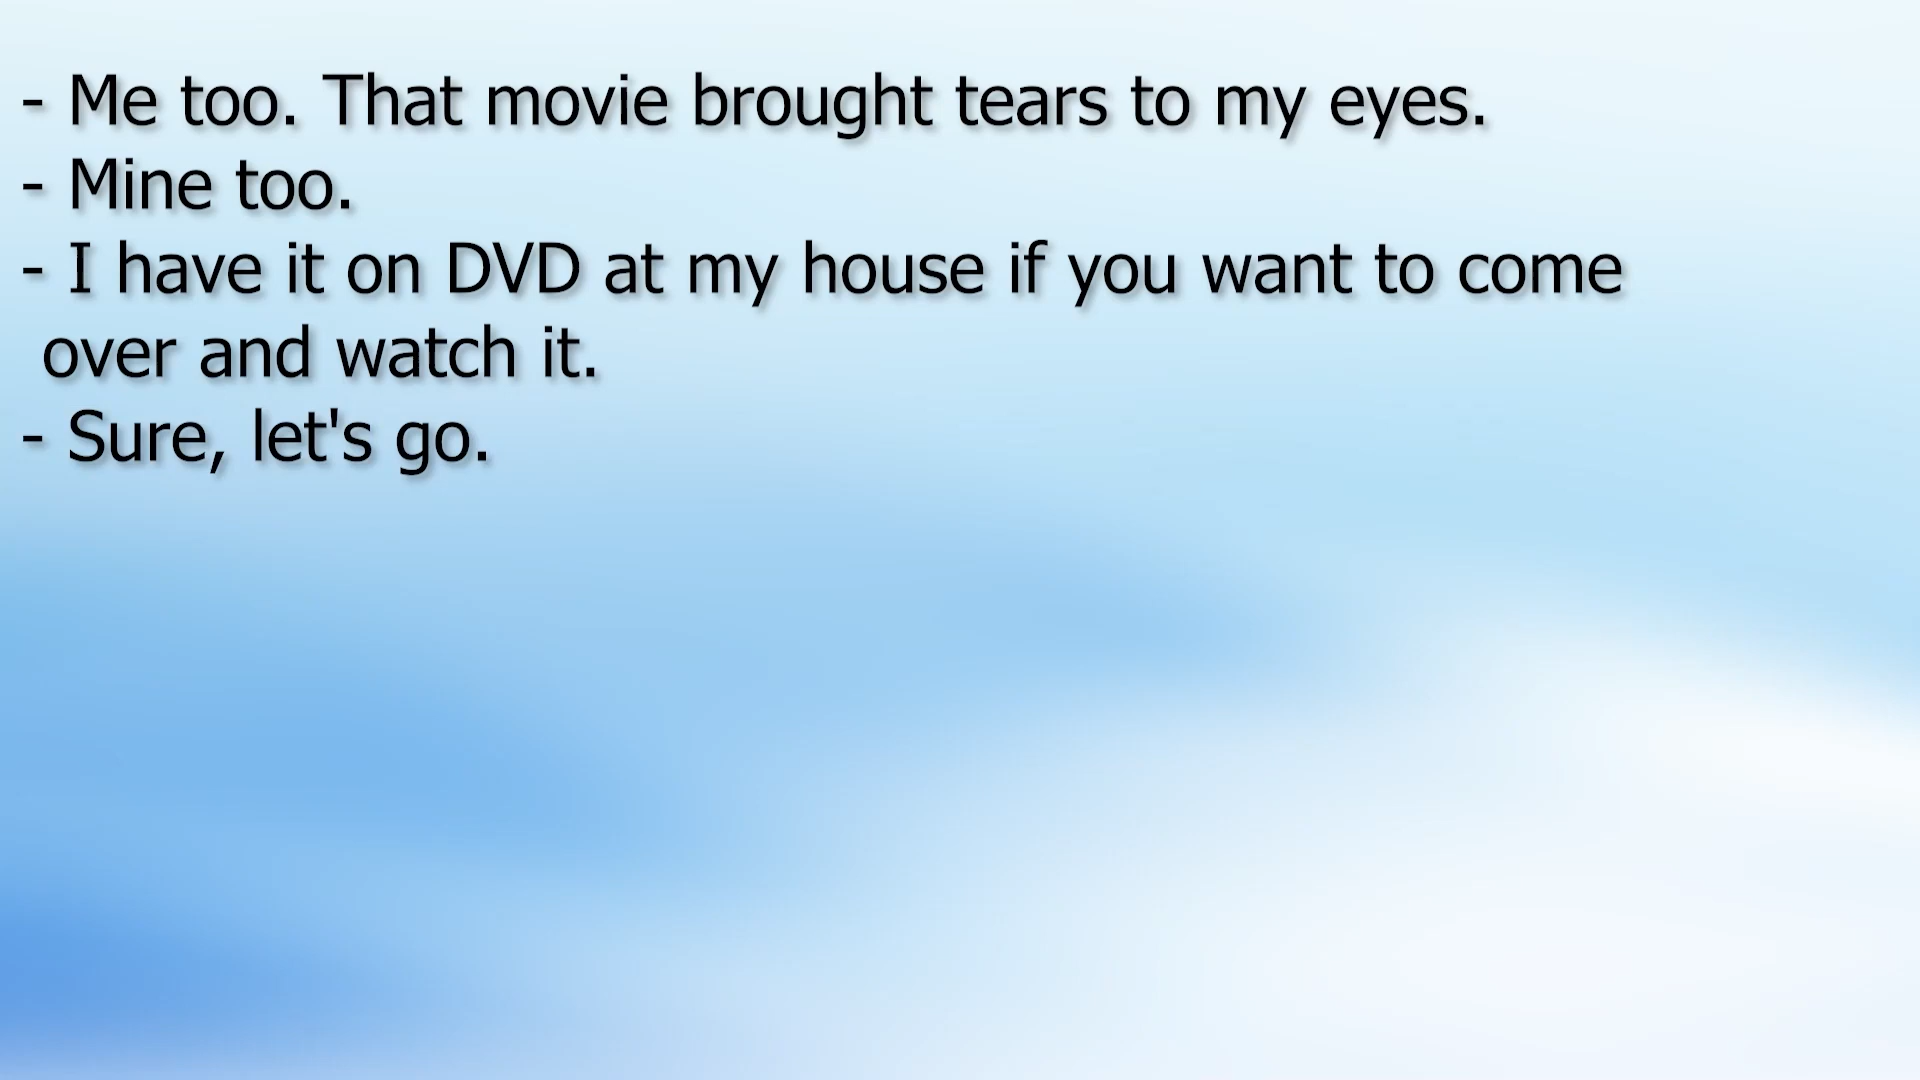 - Me too. That movie brought tears to my eyes.
- Mine too.
- I have it on DVD at my house if you want to come
over and watch it.
- Sure, let's go.